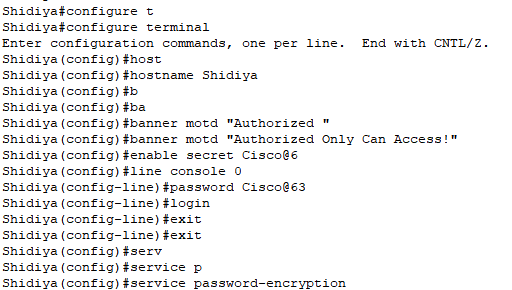 Shidiya#configure t
Shidiya#configure terminal
Enter configuration commands, one per line.  End with CNTL/Z.
Shidiya(config)#host
Shidiya(config)#hostname Shidiya
Shidiya(config)#b
Shidiya(config)#ba
Shidiya(config)#banner motd "Authorized "
Shidiya(config)#banner motd "Authorized Only Can Access!"
Shidiya(config)#enable secret Cisco@6
Shidiya(config)#line console 0
Shidiya(config-line)#password Cisco@63
Shidiya(config-line)#login
Shidiya(config-line)#exit
Shidiya(config-line)#exit
Shidiya(config)#serv
Shidiya(config)#service p
Shidiya(config)#service password-encryption